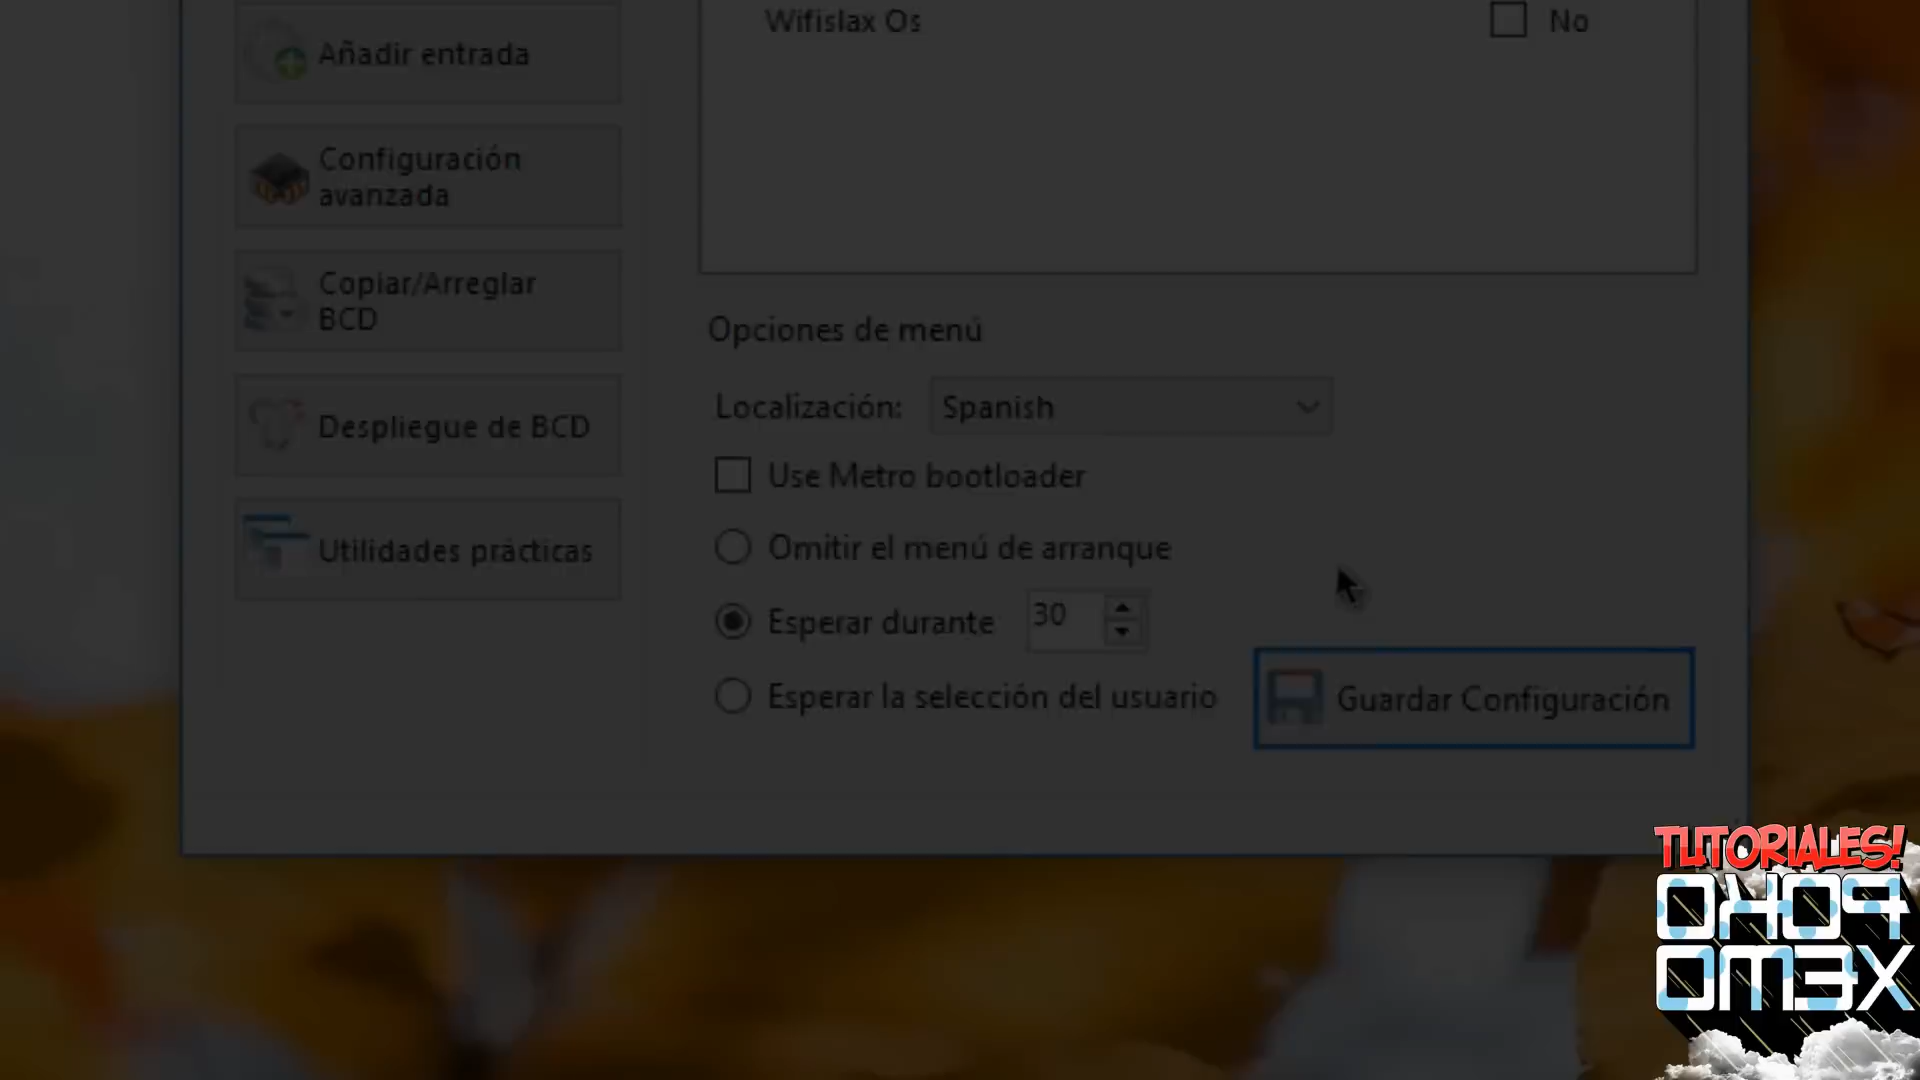 Wifislax Os
No
Añadir entrada
Configuración
avanzada
Copiar/Arreglar
BCD
Despliegue de BCD
Utilidades prácticas
Opciones de menú
Localización:
Spanish
Use Metro bootloader
Omitir el menú de arranque
Esperar durante
30
Esperar la selección del usuario
Guardar Configuración
TUTORIALES!